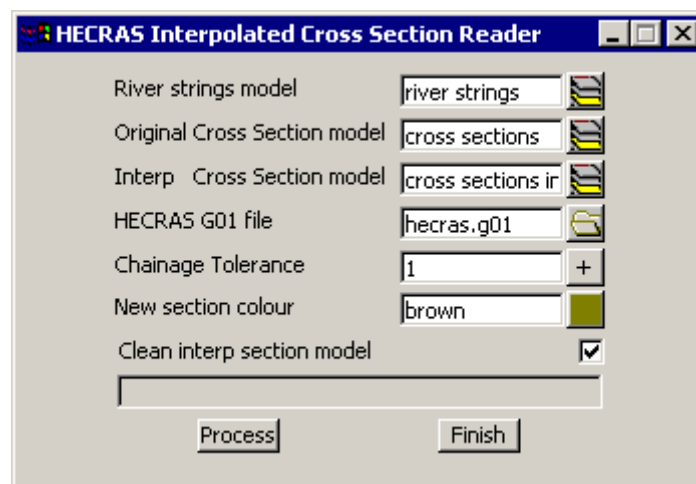 HECRAS Interpolated Cross Section Reader
River strings model river strings
Original Cross Section model cross sections
Interp Cross Section model cross sections ir
HECRAS G01 file hecras.g01
Chainage Tolerance 1 +
New section colour brown
Clean interp section model
Process Finish